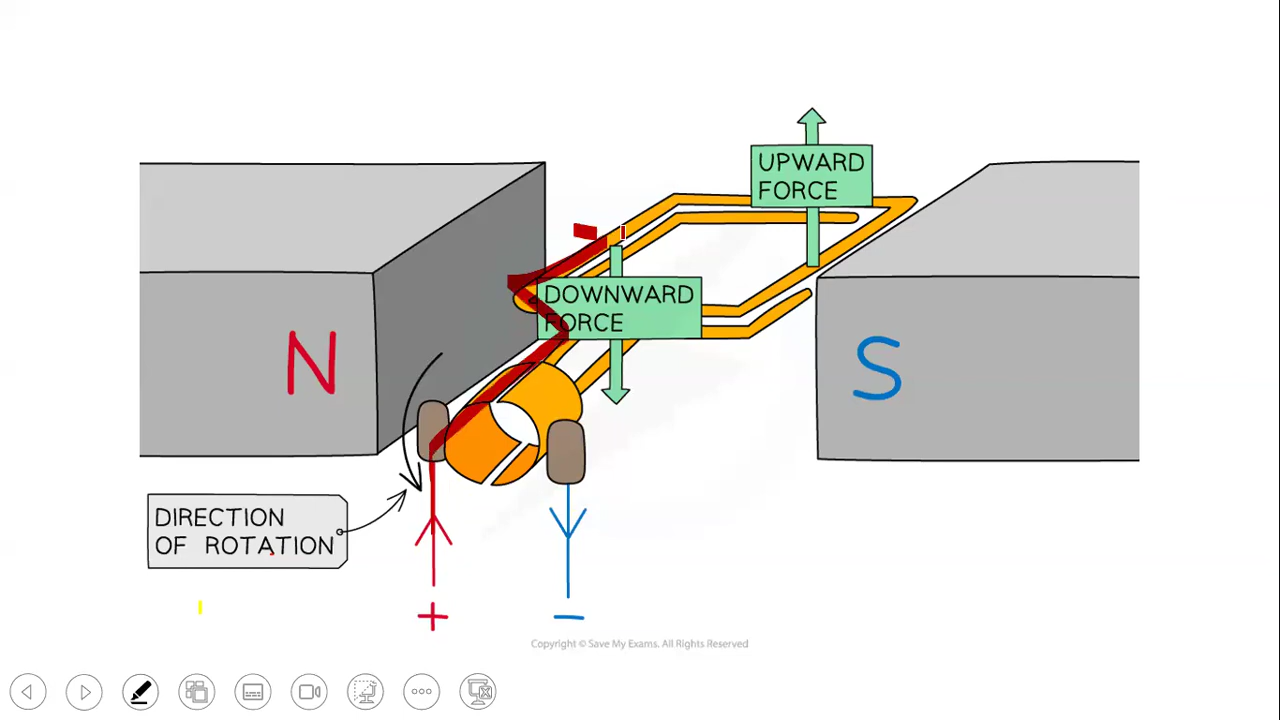 UPWARD
FORCE
DOWNWARD
FORCE
N
S
DIRECTION
OF ROTATION
+
−
Copyright © Save My Exams. All Rights Reserved